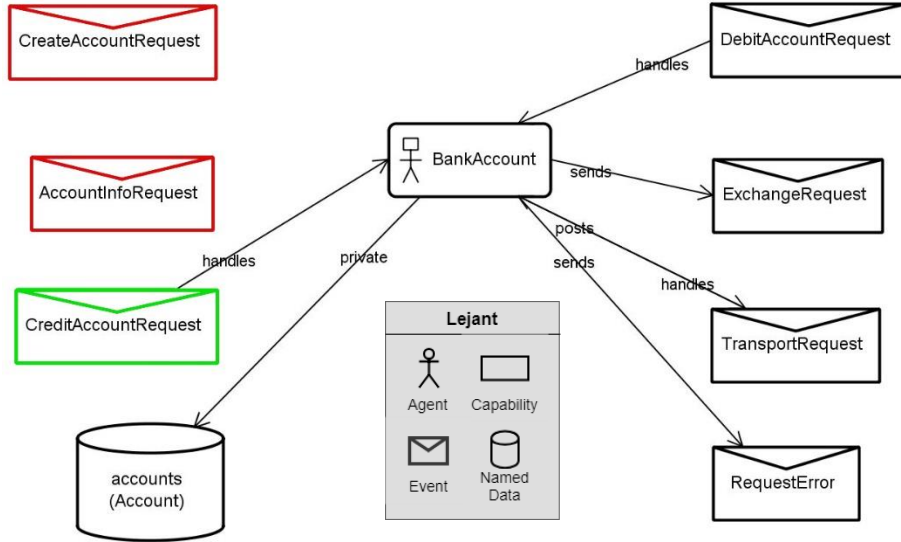 CreateAccountRequest
DebitAccountRequest
handles
BankAccount
AccountInfoRequest
sends
ExchangeRequest
posts
handles
private
sends
handles
CreditAccountRequest
Lejant
TransportRequest
Agent
Capability
accounts
(Account)
Event
Named
Data
RequestError